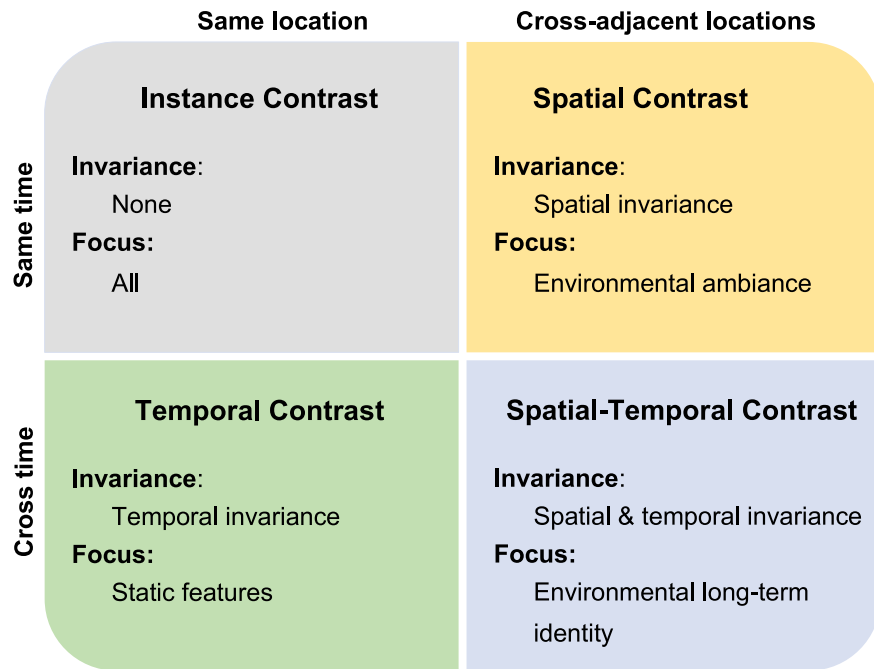 Same location
Cross-adjacent locations
Same time
Instance Contrast
Invariance:
None
Focus:
All
Spatial Contrast
Invariance:
Spatial invariance
Focus:
Environmental ambiance
Cross time
Temporal Contrast
Invariance:
Temporal invariance
Focus:
Static features
Spatial-Temporal Contrast
Invariance:
Spatial & temporal invariance
Focus:
Environmental long-term
identity